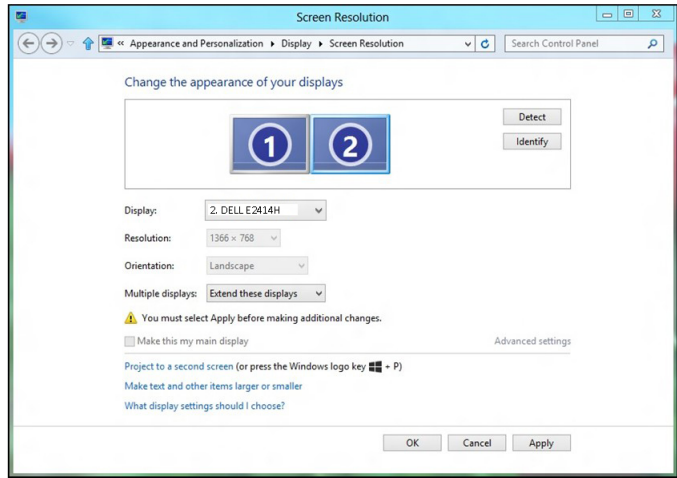 Screen Resolution
« Appearance and Personalization ▸ Display ▸ Screen Resolution
Search Control Panel
Change the appearance of your displays
1
2
Detect
Identify
Display: 2. DELL E2414H
Resolution: 1366 × 768
Orientation: Landscape
Multiple displays: Extend these displays
You must select Apply before making additional changes.
Make this my main display
Advanced settings
Project to a second screen (or press the Windows logo key + P)
Make text and other items larger or smaller
What display settings should I choose?
OK
Cancel
Apply